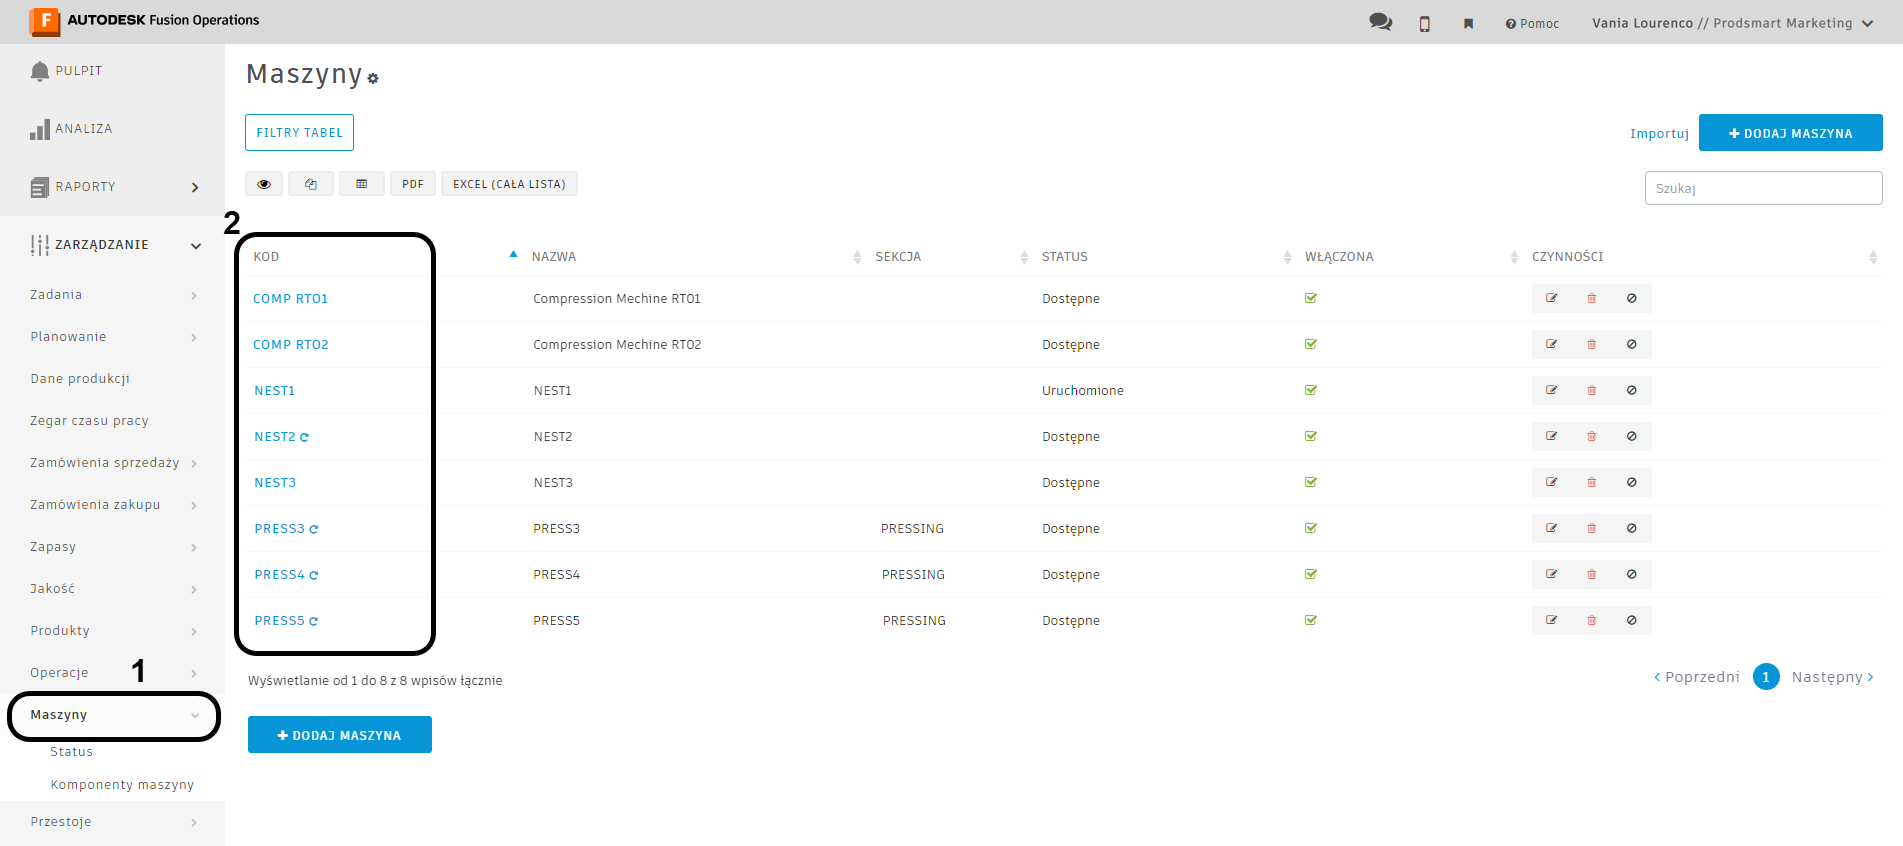 F AUTODESK Fusion Operations
Pomoc
Vania Lourenco // Prodsmart Marketing
PULPIT
ANALIZA
RAPORTY
ZARZĄDZANIE
Zadania
Planowanie
Dane produkcji
Zegar czasu pracy
Zamówienia sprzedaży
Zamówienia zakupu
Zapasy
Jakość
Produkty
Operacje
1
Maszyny
Status
Komponenty maszyny
Przestoje
Maszyny
FILTRY TABEL
Importuj
+ DODAJ MASZYNA
PDF
EXCEL (CAŁA LISTA)
Szukaj
2
KOD NAZWA SEKCJA STATUS WŁĄCZONA CZYNNOŚCI
COMP RT01 Compression Mechine RT01 Dostępne
COMP RT02 Compression Mechine RT02 Dostępne
NEST1 NEST1 Uruchomione
NEST2 NEST2 Dostępne
NEST3 NEST3 Dostępne
PRESS3 PRESS3 PRESSING Dostępne
PRESS4 PRESS4 PRESSING Dostępne
PRESS5 PRESS5 PRESSING Dostępne
Wyświetlanie od 1 do 8 z 8 wpisów łącznie
< Poprzedni 1 Następny >
+ DODAJ MASZYNA